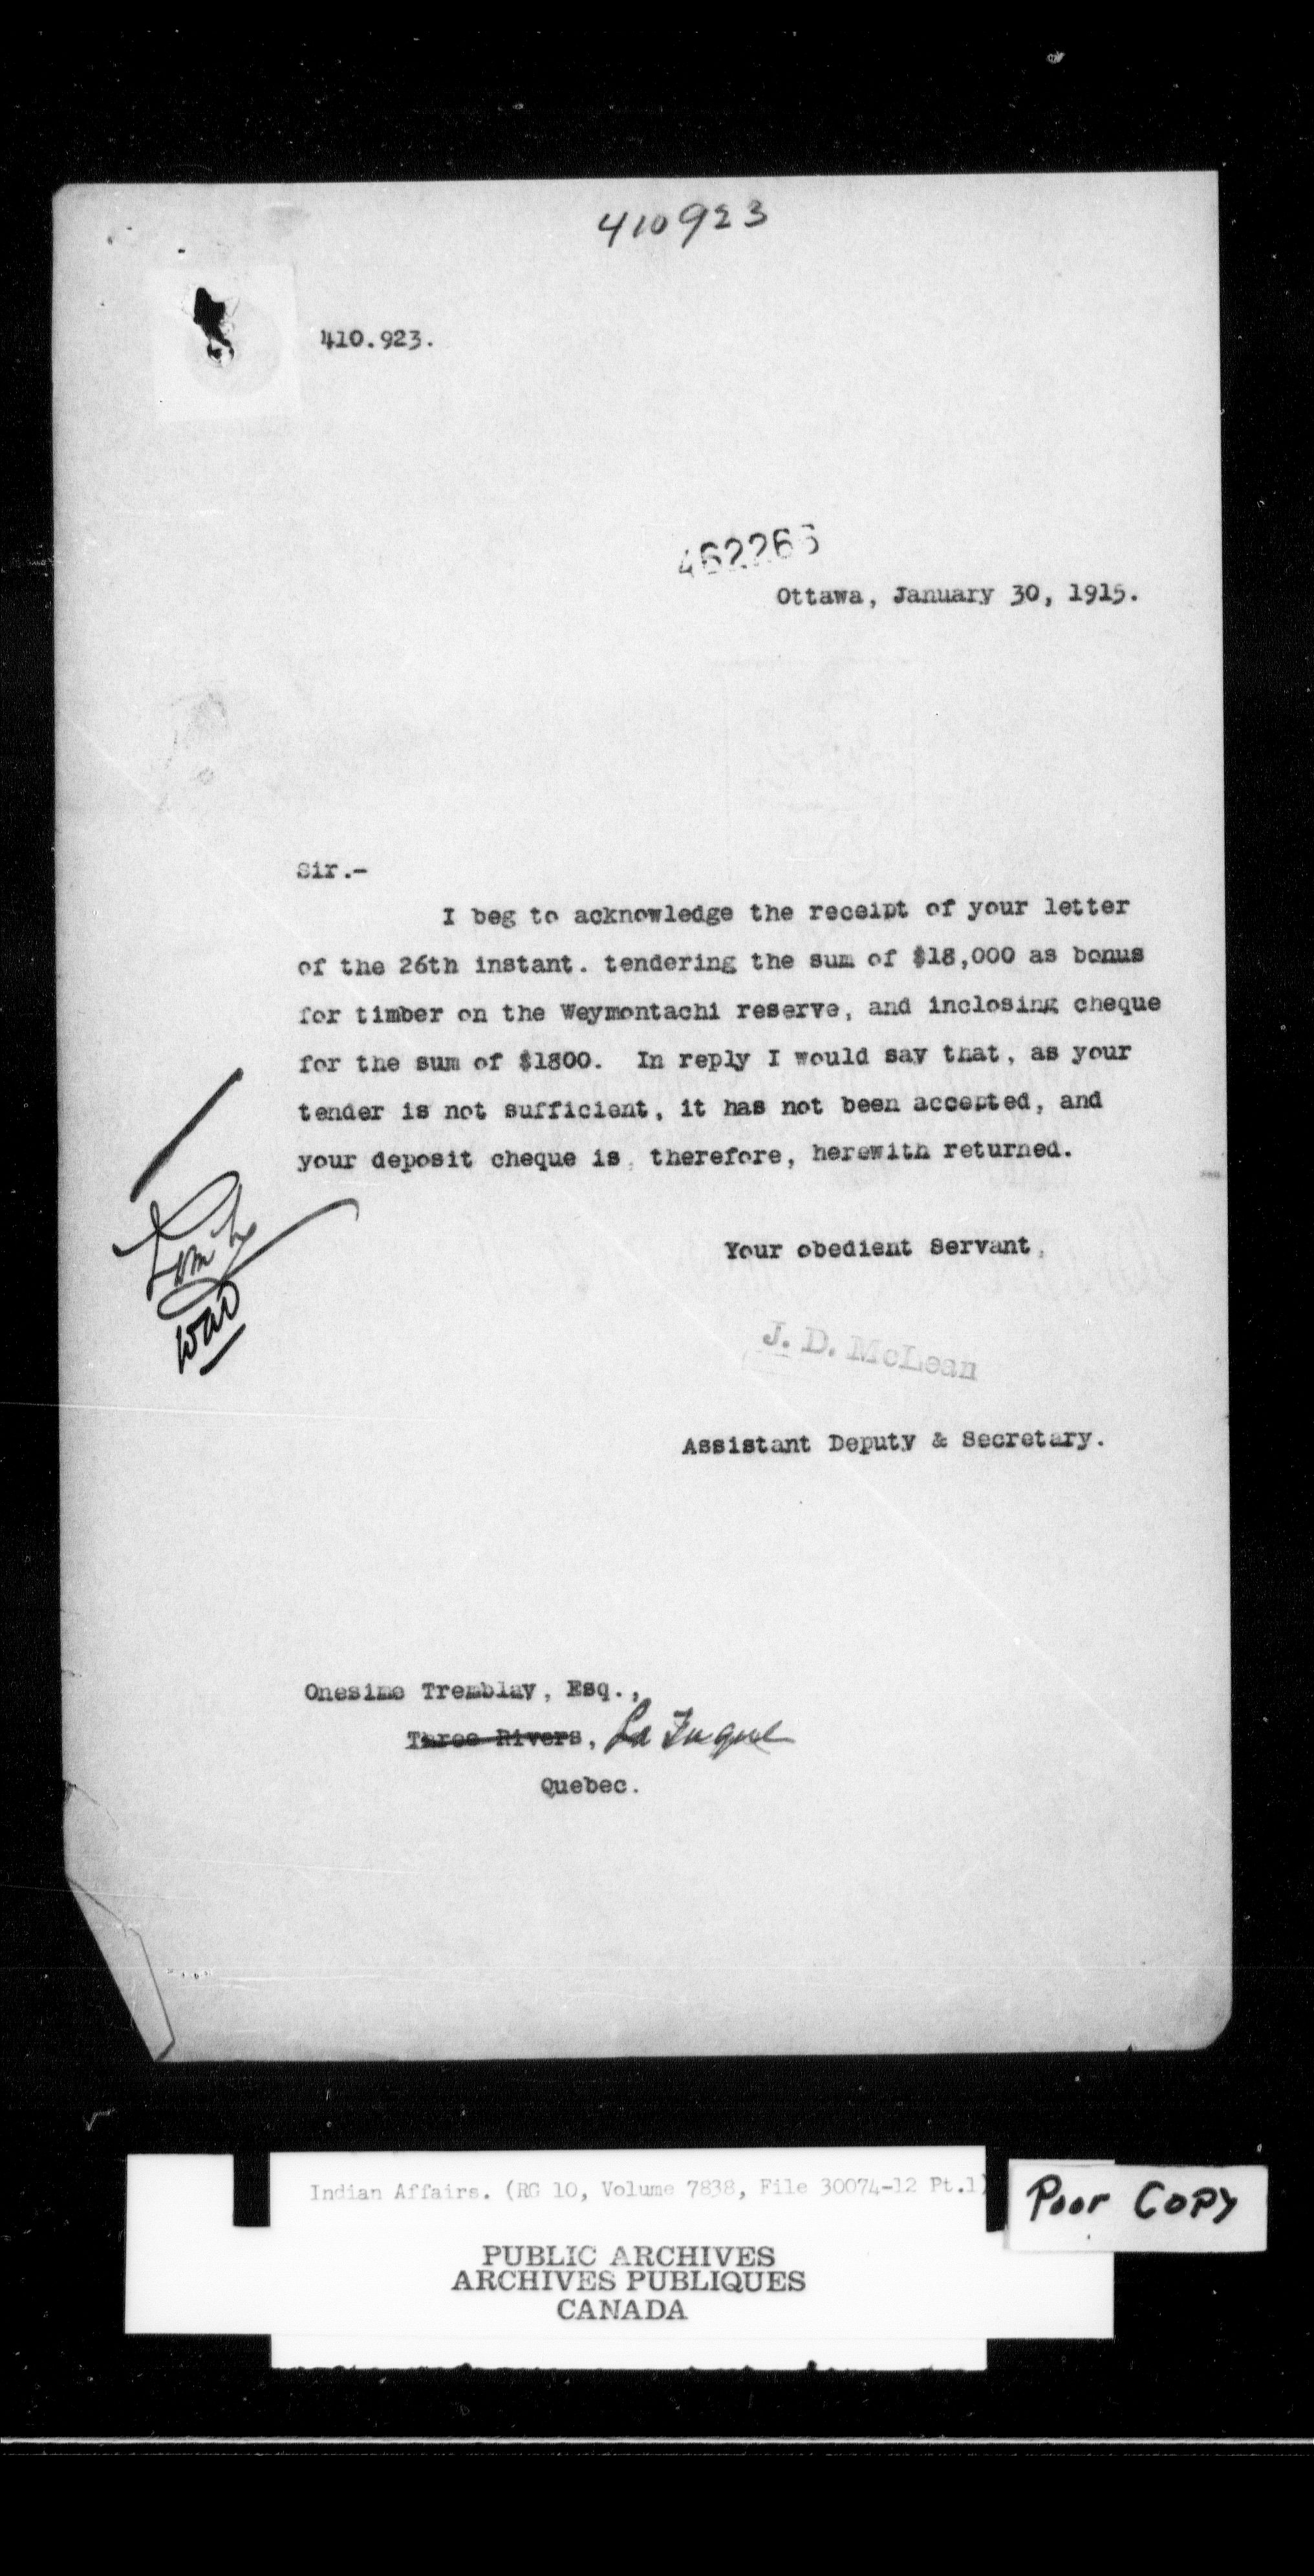 410923
410.923.
462265
Ottawa, January 30, 1915.
Sir.-
I beg to acknowledge the receipt of your letter
of the 26th instant. tendering the sum of $18,000 as bonus
for timber on the Weymontachi reserve, and inclosing cheque
for the sum of $1800. In reply I would say that, as your
tender is not sufficient, it has not been accepted, and
your deposit cheque is, therefore, herewith returned.
Your obedient Servant,
J. D. McLean
Assistant Deputy & Secretary.
Onesime Tremblay, Esq.,
Three Rivers, La Tuque
Quebec.
Indian Affairs. (RG 10, Volume 7838, File 30074-12 Pt.1)
Poor Copy
PUBLIC ARCHIVES
ARCHIVES PUBLIQUES
CANADA